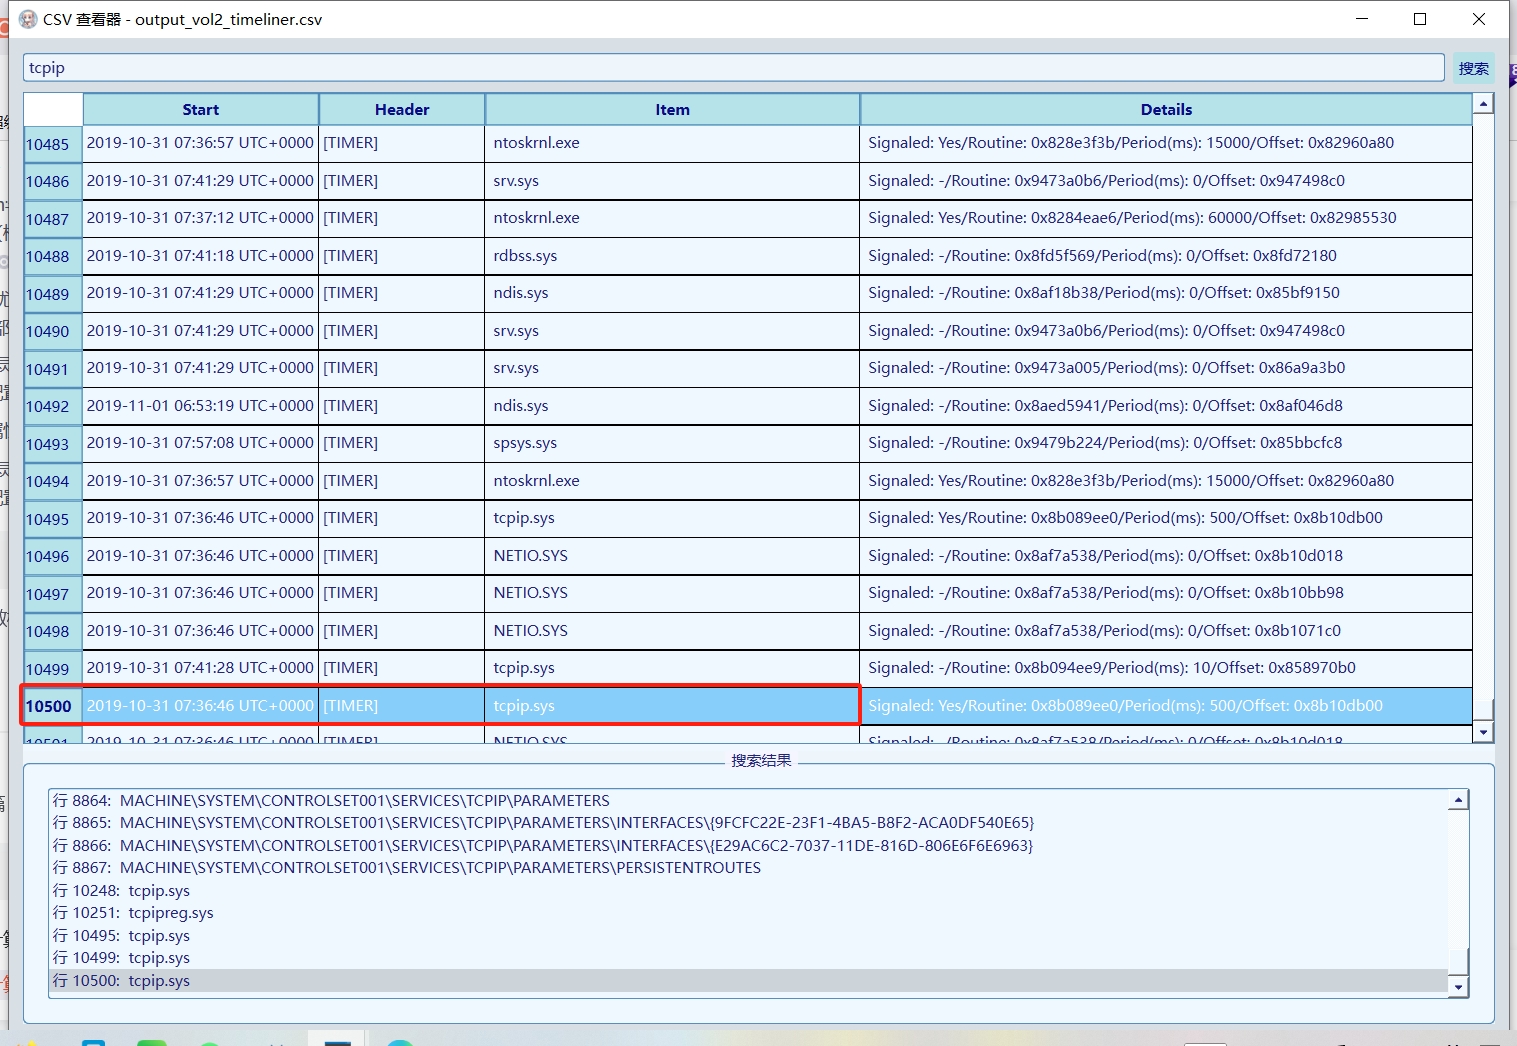 CSV 查看器 - output_vol2_timeliner.csv
tcpip 搜索
Start Header Item Details
10485 2019-10-31 07:36:57 UTC+0000 [TIMER] ntoskrnl.exe Signaled: Yes/Routine: 0x828e3f3b/Period(ms): 15000/Offset: 0x82960a80
10486 2019-10-31 07:41:29 UTC+0000 [TIMER] srv.sys Signaled: -/Routine: 0x9473a0b6/Period(ms): 0/Offset: 0x947498c0
10487 2019-10-31 07:37:12 UTC+0000 [TIMER] ntoskrnl.exe Signaled: Yes/Routine: 0x8284eae6/Period(ms): 60000/Offset: 0x82985530
10488 2019-10-31 07:41:18 UTC+0000 [TIMER] rdbss.sys Signaled: -/Routine: 0x8fd5f569/Period(ms): 0/Offset: 0x8fd72180
10489 2019-10-31 07:41:29 UTC+0000 [TIMER] ndis.sys Signaled: -/Routine: 0x8af18b38/Period(ms): 0/Offset: 0x85bf9150
10490 2019-10-31 07:41:29 UTC+0000 [TIMER] srv.sys Signaled: -/Routine: 0x9473a0b6/Period(ms): 0/Offset: 0x947498c0
10491 2019-10-31 07:41:29 UTC+0000 [TIMER] srv.sys Signaled: -/Routine: 0x9473a005/Period(ms): 0/Offset: 0x86a9a3b0
10492 2019-11-01 06:53:19 UTC+0000 [TIMER] ndis.sys Signaled: -/Routine: 0x8aed5941/Period(ms): 0/Offset: 0x8af046d8
10493 2019-10-31 07:57:08 UTC+0000 [TIMER] spsys.sys Signaled: -/Routine: 0x9479b224/Period(ms): 0/Offset: 0x85bbcfc8
10494 2019-10-31 07:36:57 UTC+0000 [TIMER] ntoskrnl.exe Signaled: Yes/Routine: 0x828e3f3b/Period(ms): 15000/Offset: 0x82960a80
10495 2019-10-31 07:36:46 UTC+0000 [TIMER] tcpip.sys Signaled: Yes/Routine: 0x8b089ee0/Period(ms): 500/Offset: 0x8b10db00
10496 2019-10-31 07:36:46 UTC+0000 [TIMER] NETIO.SYS Signaled: -/Routine: 0x8af7a538/Period(ms): 0/Offset: 0x8b10d018
10497 2019-10-31 07:36:46 UTC+0000 [TIMER] NETIO.SYS Signaled: -/Routine: 0x8af7a538/Period(ms): 0/Offset: 0x8b10bb98
10498 2019-10-31 07:36:46 UTC+0000 [TIMER] NETIO.SYS Signaled: -/Routine: 0x8af7a538/Period(ms): 0/Offset: 0x8b1071c0
10499 2019-10-31 07:41:28 UTC+0000 [TIMER] tcpip.sys Signaled: -/Routine: 0x8b094ee9/Period(ms): 10/Offset: 0x858970b0
10500 2019-10-31 07:36:46 UTC+0000 [TIMER] tcpip.sys Signaled: Yes/Routine: 0x8b089ee0/Period(ms): 500/Offset: 0x8b10db00
10501 2019-10-31 07:36:46 UTC+0000 [TIMER] NETIO.SYS Signaled: -/Routine: 0x8af7a538/Period(ms): 0/Offset: 0x8b10d018
搜索结果
行 8864: MACHINE\SYSTEM\CONTROLSET001\SERVICES\TCPIP\PARAMETERS
行 8865: MACHINE\SYSTEM\CONTROLSET001\SERVICES\TCPIP\PARAMETERS\INTERFACES\{9FCFC22E-23F1-4BA5-B8F2-ACA0DF540E65}
行 8866: MACHINE\SYSTEM\CONTROLSET001\SERVICES\TCPIP\PARAMETERS\INTERFACES\{E29AC6C2-7037-11DE-816D-806E6F6E6963}
行 8867: MACHINE\SYSTEM\CONTROLSET001\SERVICES\TCPIP\PARAMETERS\PERSISTENTROUTES
行 10248: tcpip.sys
行 10251: tcpipreg.sys
行 10495: tcpip.sys
行 10499: tcpip.sys
行 10500: tcpip.sys